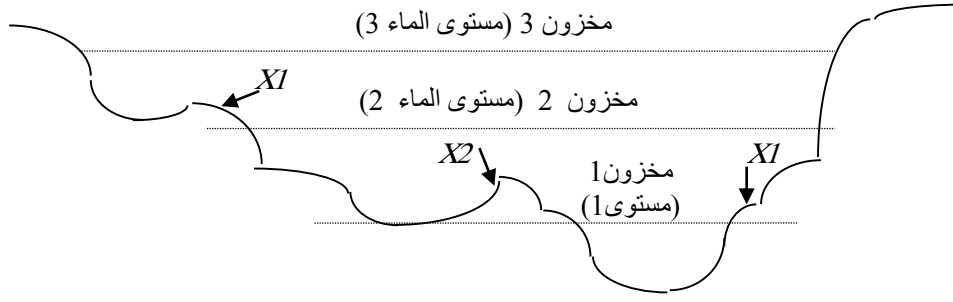 مخزون 3 (مستوى الماء 3)
X1
مخزون 2 (مستوى الماء 2)
X2
X1
مخزون1
(مستوى1)